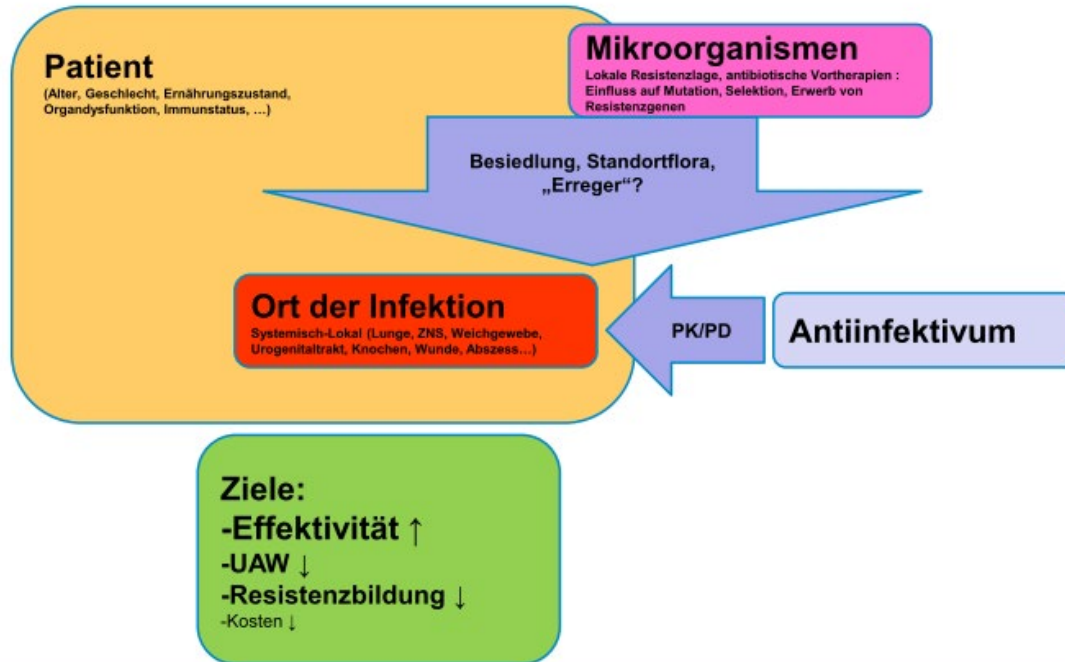 Patient
(Alter, Geschlecht, Ernährungszustand,
Organdysfunktion, Immunstatus, …)
Mikroorganismen
Lokale Resistenzlage, antibiotische Vortherapien :
Einfluss auf Mutation, Selektion, Erwerb von
Resistenzgenen
Besiedlung, Standortflora,
„Erreger“?
Ort der Infektion
Systemisch-Lokal (Lunge, ZNS, Weichgewebe,
Urogenitaltrakt, Knochen, Wunde, Abszess…)
PK/PD
Antiinfektivum
Ziele:
-Effektivität ↑
-UAW ↓
-Resistenzbildung ↓
-Kosten ↓